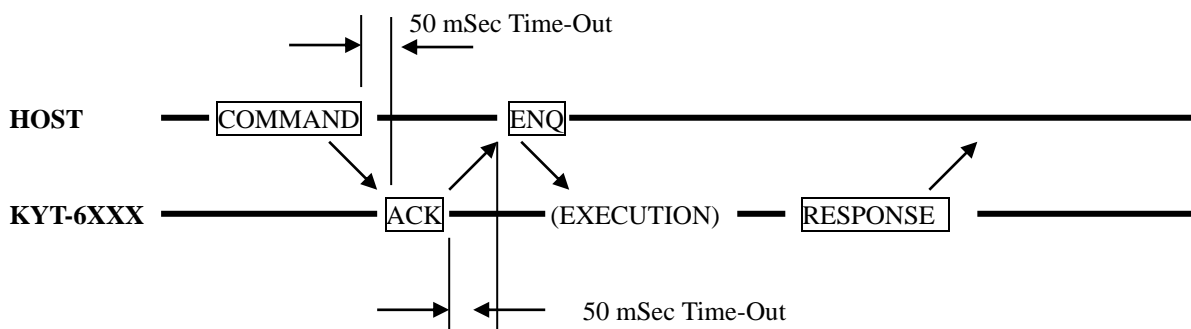 50 mSec Time-Out
HOST COMMAND ENQ
KYT-6XXX ACK (EXECUTION) RESPONSE
50 mSec Time-Out